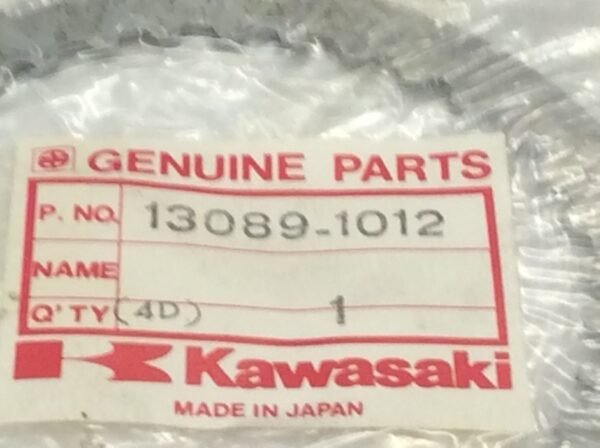 GENUINE PARTS
P. NO. 13089-1012
NAME
Q'TY (4D) 1
Kawasaki
MADE IN JAPAN